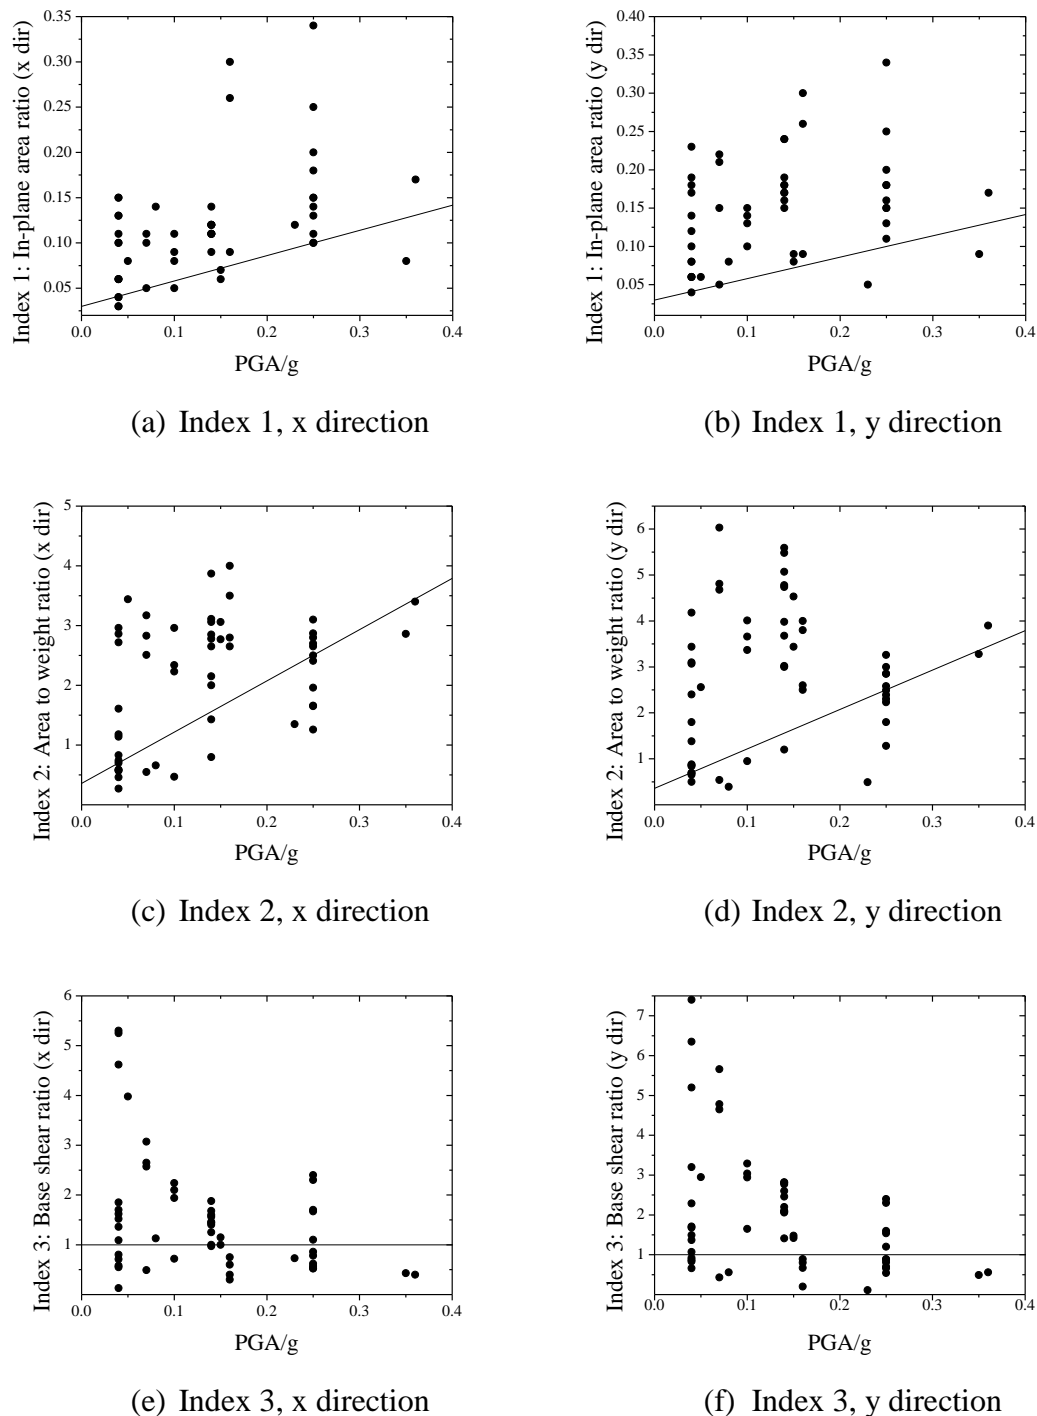 0.35
0.30
0.25
0.20
0.15
0.10
0.05
0.0 0.1 0.2 0.3 0.4
Index 1: In-plane area ratio (x dir)
PGA/g
(a) Index 1, x direction
0.40
0.35
0.30
0.25
0.20
0.15
0.10
0.05
0.0 0.1 0.2 0.3 0.4
Index 1: In-plane area ratio (y dir)
PGA/g
(b) Index 1, y direction
5
4
3
2
1
0.0 0.1 0.2 0.3 0.4
Index 2: Area to weight ratio (x dir)
PGA/g
(c) Index 2, x direction
6
5
4
3
2
1
0.0 0.1 0.2 0.3 0.4
Index 2: Area to weight ratio (y dir)
PGA/g
(d) Index 2, y direction
6
5
4
3
2
1
0.0 0.1 0.2 0.3 0.4
Index 3: Base shear ratio (x dir)
PGA/g
(e) Index 3, x direction
7
6
5
4
3
2
1
0.0 0.1 0.2 0.3 0.4
Index 3: Base shear ratio (y dir)
PGA/g
(f) Index 3, y direction